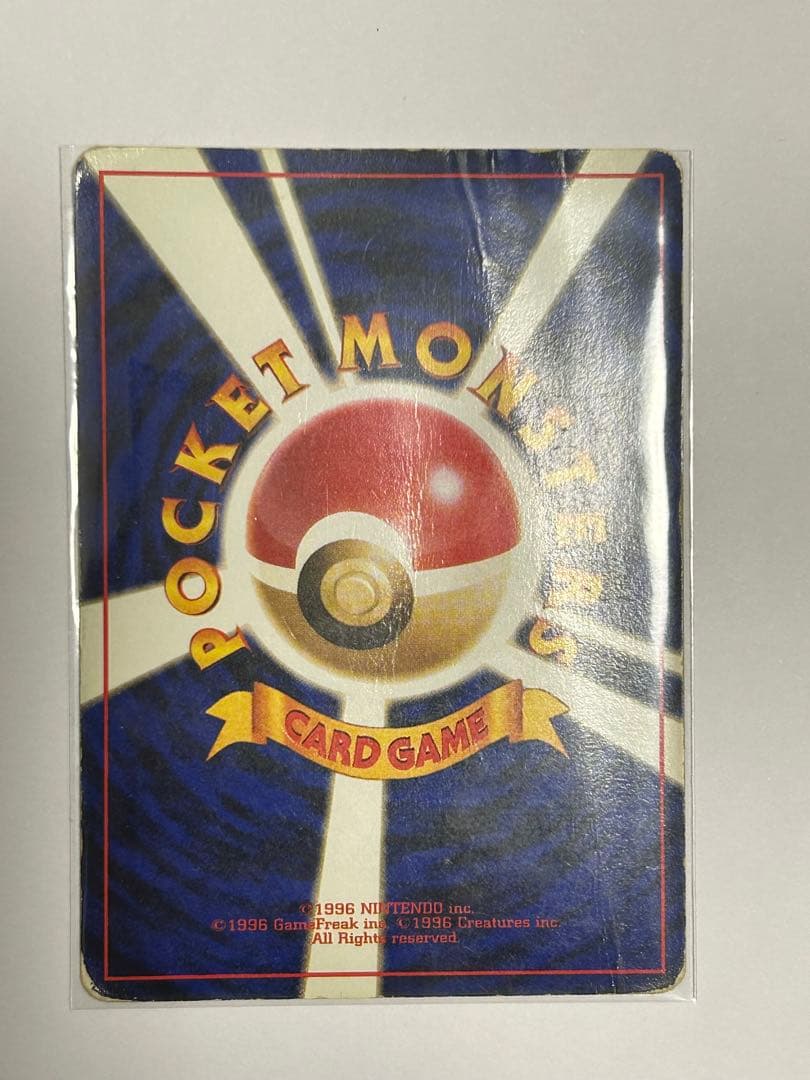 POCKET MONSTERS
CARD GAME
©1996 NINTENDO inc.
©1996 GameFreak inc. ©1996 Creatures inc.
All Rights reserved.